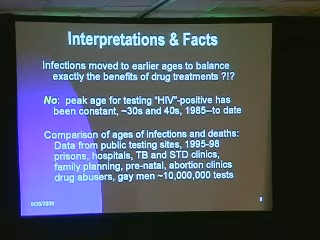 Interpretations & Facts
Infections moved to earlier ages to balance
exactly the benefits of drug treatments ?!?
No: peak age for testing "HIV"-positive has
been constant, ~30s and 40s, 1985--to date
Comparison of ages of infections and deaths:
Data from public testing sites, 1995-98
prisons, hospitals, TB and STD clinics,
family planning, pre-natal, abortion clinics
drug abusers, gay men ~10,000,000 tests